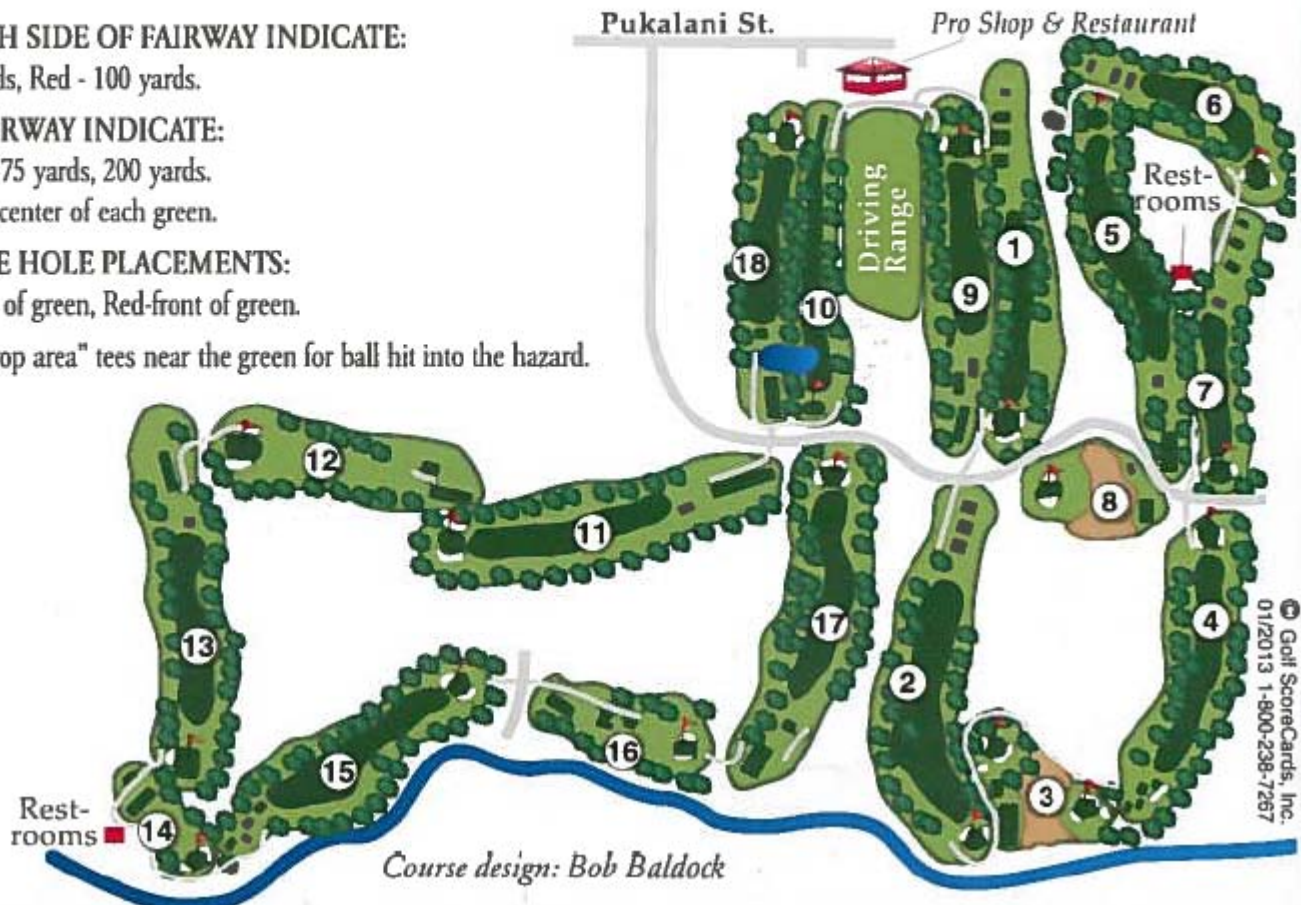 H SIDE OF FAIRWAY INDICATE:
ds, Red - 100 yards.
RWAY INDICATE:
75 yards, 200 yards.
center of each green.
E HOLE PLACEMENTS:
of green, Red-front of green.
op area" tees near the green for ball hit into the hazard.
Pukalani St.
Pro Shop & Restaurant
Driving
Range
Rest-
rooms
6
5
1
18
9
10
7
12
8
11
17
4
13
2
16
15
3
14
Rest-
rooms
Course design: Bob Baldock
© Golf ScoreCards, Inc.
01/2013 1-800-238-7267